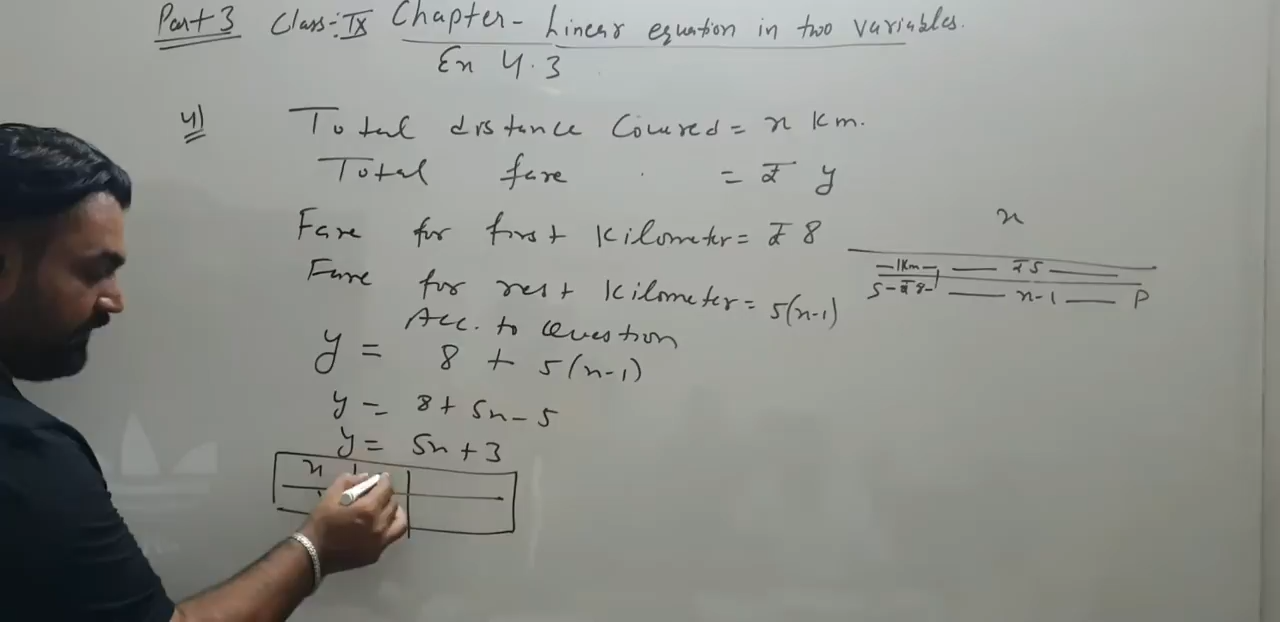 Part 3 Class:- IX Chapter - Linear equation in two variables.
Ex 4.3
4)
Total distance Covered = x Km.
Total fare = ₹ y
Fare for first Kilometer = ₹ 8
Fare for rest Kilometer = 5(x-1)
Acc. to Question
y = 8 + 5(x-1)
y = 8 + 5x - 5
y = 5x + 3
x
x
1Km ₹5
S ₹8 x-1 P